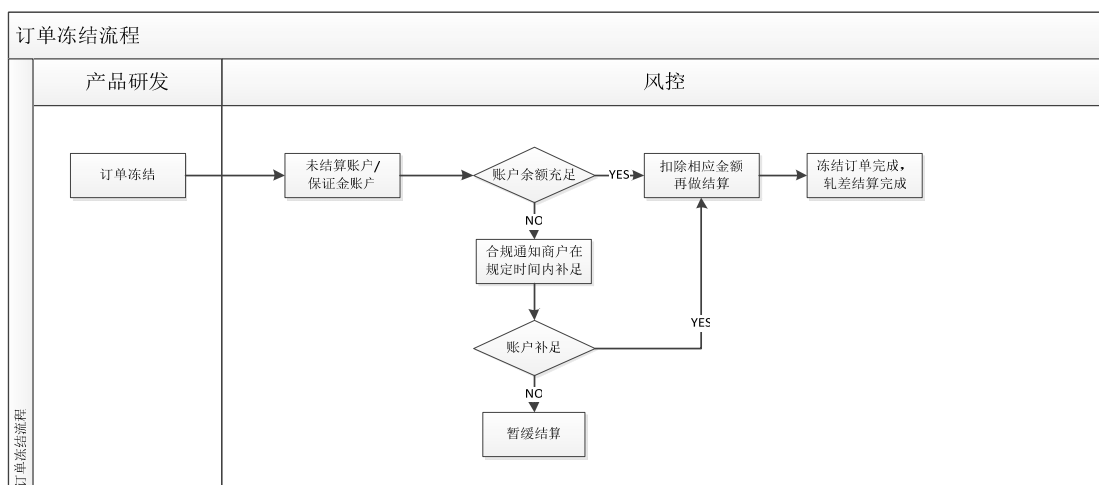 订单冻结流程
产品研发
风控
订单冻结
未结算账户/
保证金账户
账户余额充足
YES
扣除相应金额
再做结算
冻结订单完成，
轧差结算完成
NO
合规通知商户在
规定时间内补足
YES
账户补足
NO
暂缓结算
订单冻结流程